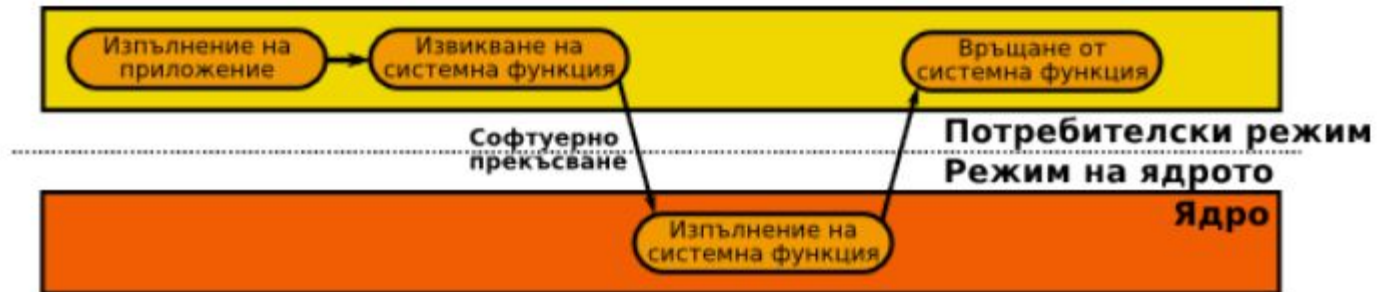 Изпълнение на
приложение
Извикване на
системна функция
Връщане от
системна функция
Софтуерно
прекъсване
Потребителски режим
Режим на ядрото
Ядро
Изпълнение на
системна функция